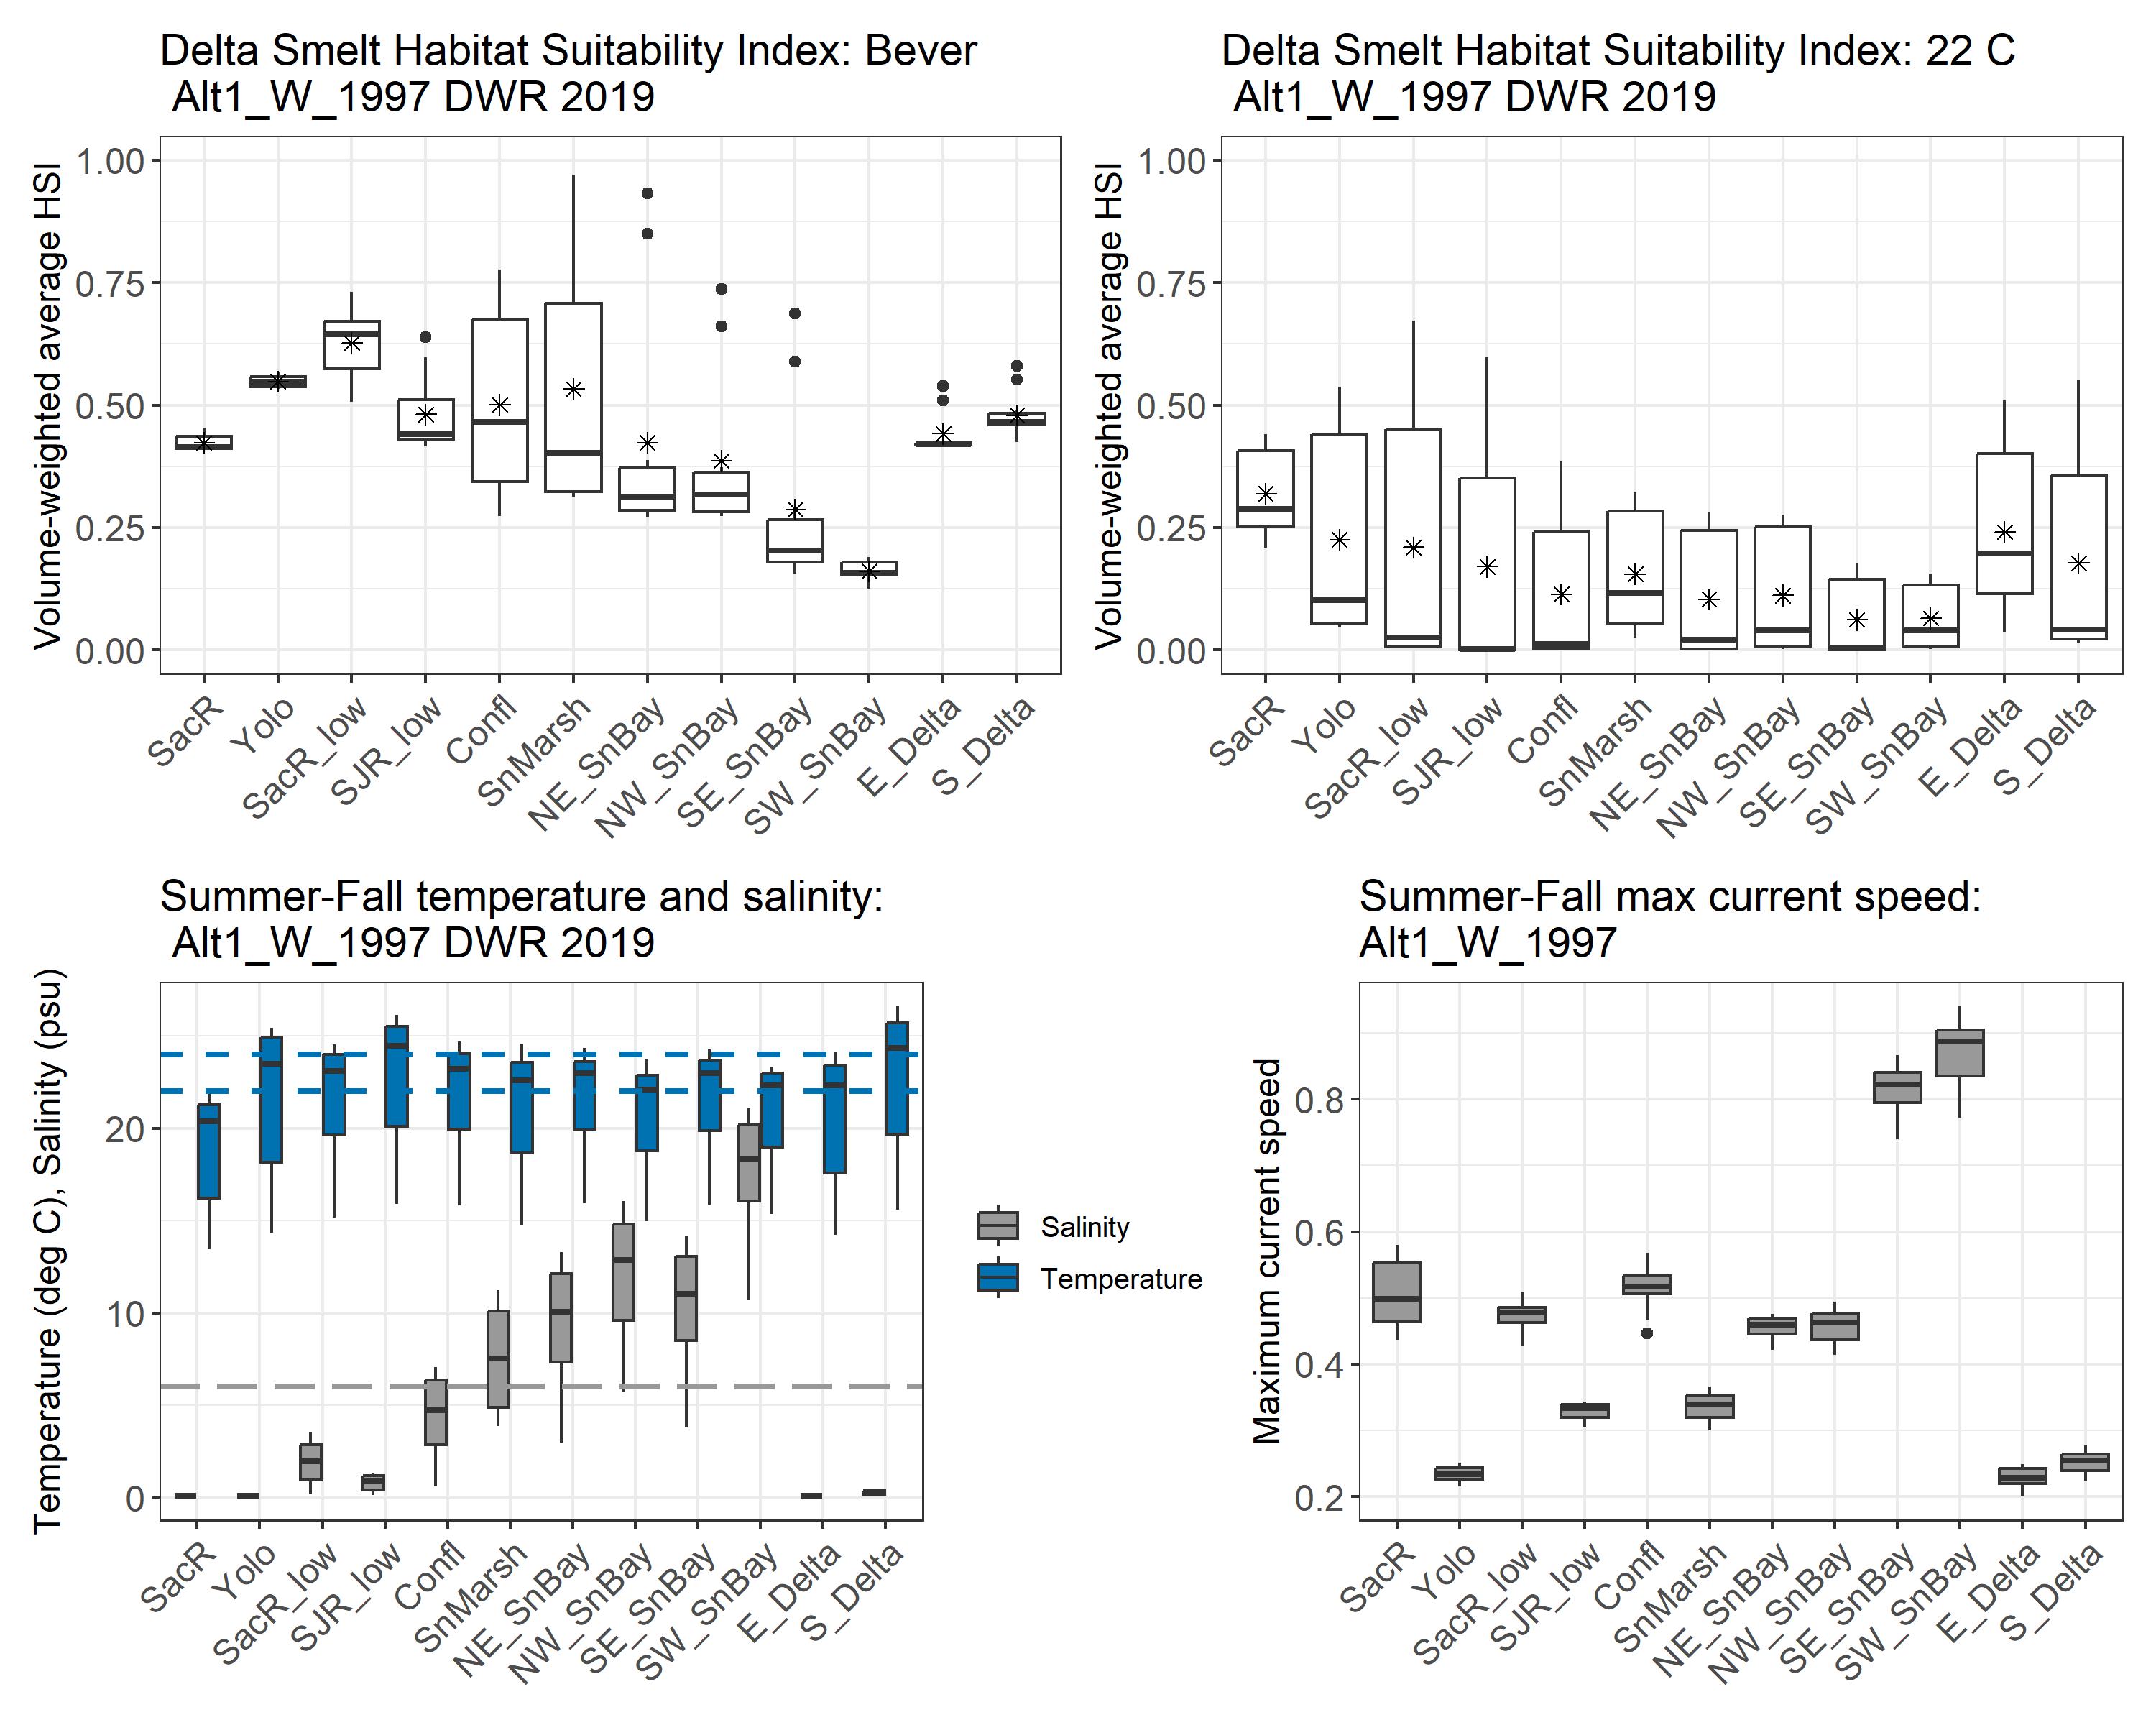 Delta Smelt Habitat Suitability Index: Bever
Alt1_W_1997 DWR 2019
Volume-weighted average HSI
1.00
0.75
0.50
0.25
0.00
SacR
Yolo
SacR_low
SJR_low
Confl
SnMarsh
NE_SnBay
NW_SnBay
SE_SnBay
SW_SnBay
E_Delta
S_Delta
Delta Smelt Habitat Suitability Index: 22 C
Alt1_W_1997 DWR 2019
Volume-weighted average HSI
1.00
0.75
0.50
0.25
0.00
SacR
Yolo
SacR_low
SJR_low
Confl
SnMarsh
NE_SnBay
NW_SnBay
SE_SnBay
SW_SnBay
E_Delta
S_Delta
Summer-Fall temperature and salinity:
Alt1_W_1997 DWR 2019
Temperature (deg C), Salinity (psu)
20
10
0
SacR
Yolo
SacR_low
SJR_low
Confl
SnMarsh
NE_SnBay
NW_SnBay
SE_SnBay
SW_SnBay
E_Delta
S_Delta
Salinity
Temperature
Summer-Fall max current speed:
Alt1_W_1997
Maximum current speed
0.8
0.6
0.4
0.2
SacR
Yolo
SacR_low
SJR_low
Confl
SnMarsh
NE_SnBay
NW_SnBay
SE_SnBay
SW_SnBay
E_Delta
S_Delta